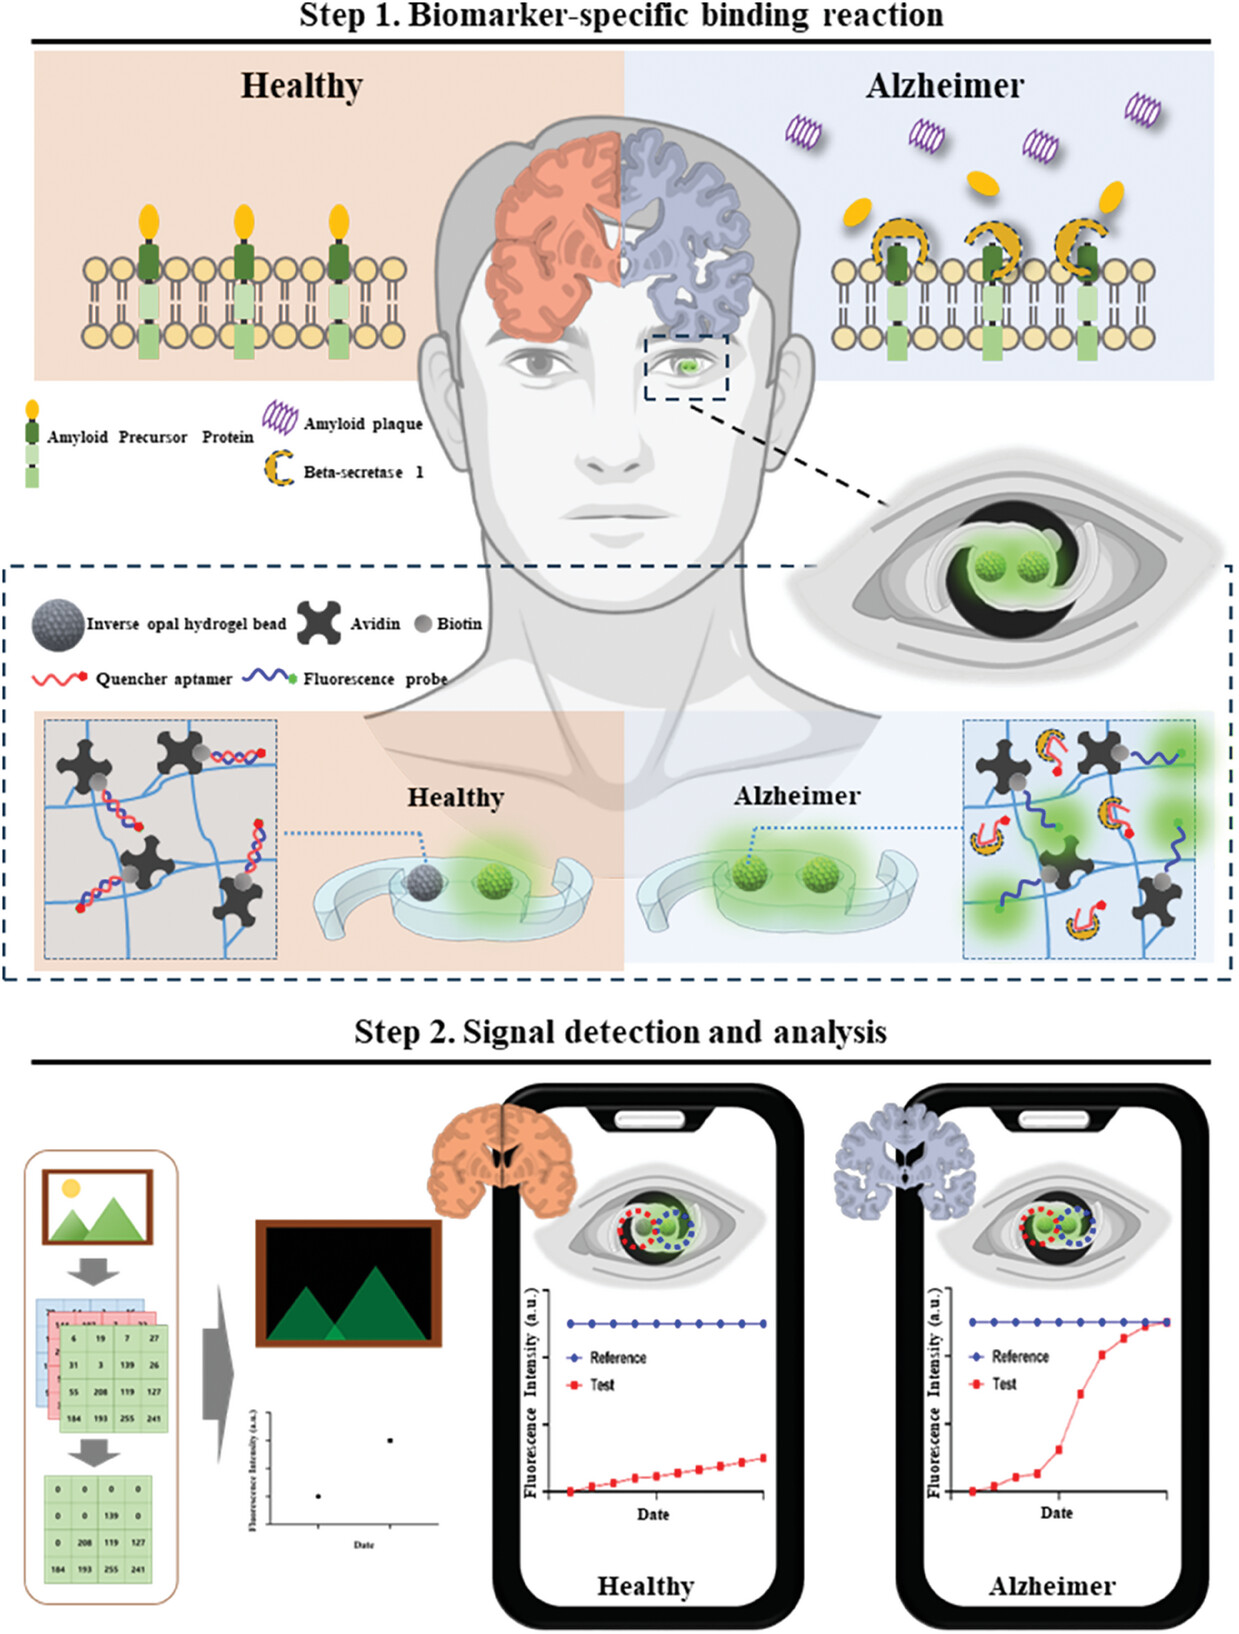 Step 1. Biomarker-specific binding reaction
Healthy
Alzheimer
Amyloid Precursor Protein
Amyloid plaque
Beta-secretase 1
Inverse opal hydrogel bead
Avidin
Biotin
Quencher aptamer
Fluorescence probe
Healthy
Alzheimer
Step 2. Signal detection and analysis
6 19 7 27
31 3 139 26
55 208 119 127
184 193 255 241
0 0 0 0
0 0 139 0
0 208 119 127
184 193 255 241
Fluorescence Intensity (a.u.)
Date
Fluorescence Intensity (a.u.)
Reference
Test
Date
Healthy
Fluorescence Intensity (a.u.)
Reference
Test
Date
Alzheimer